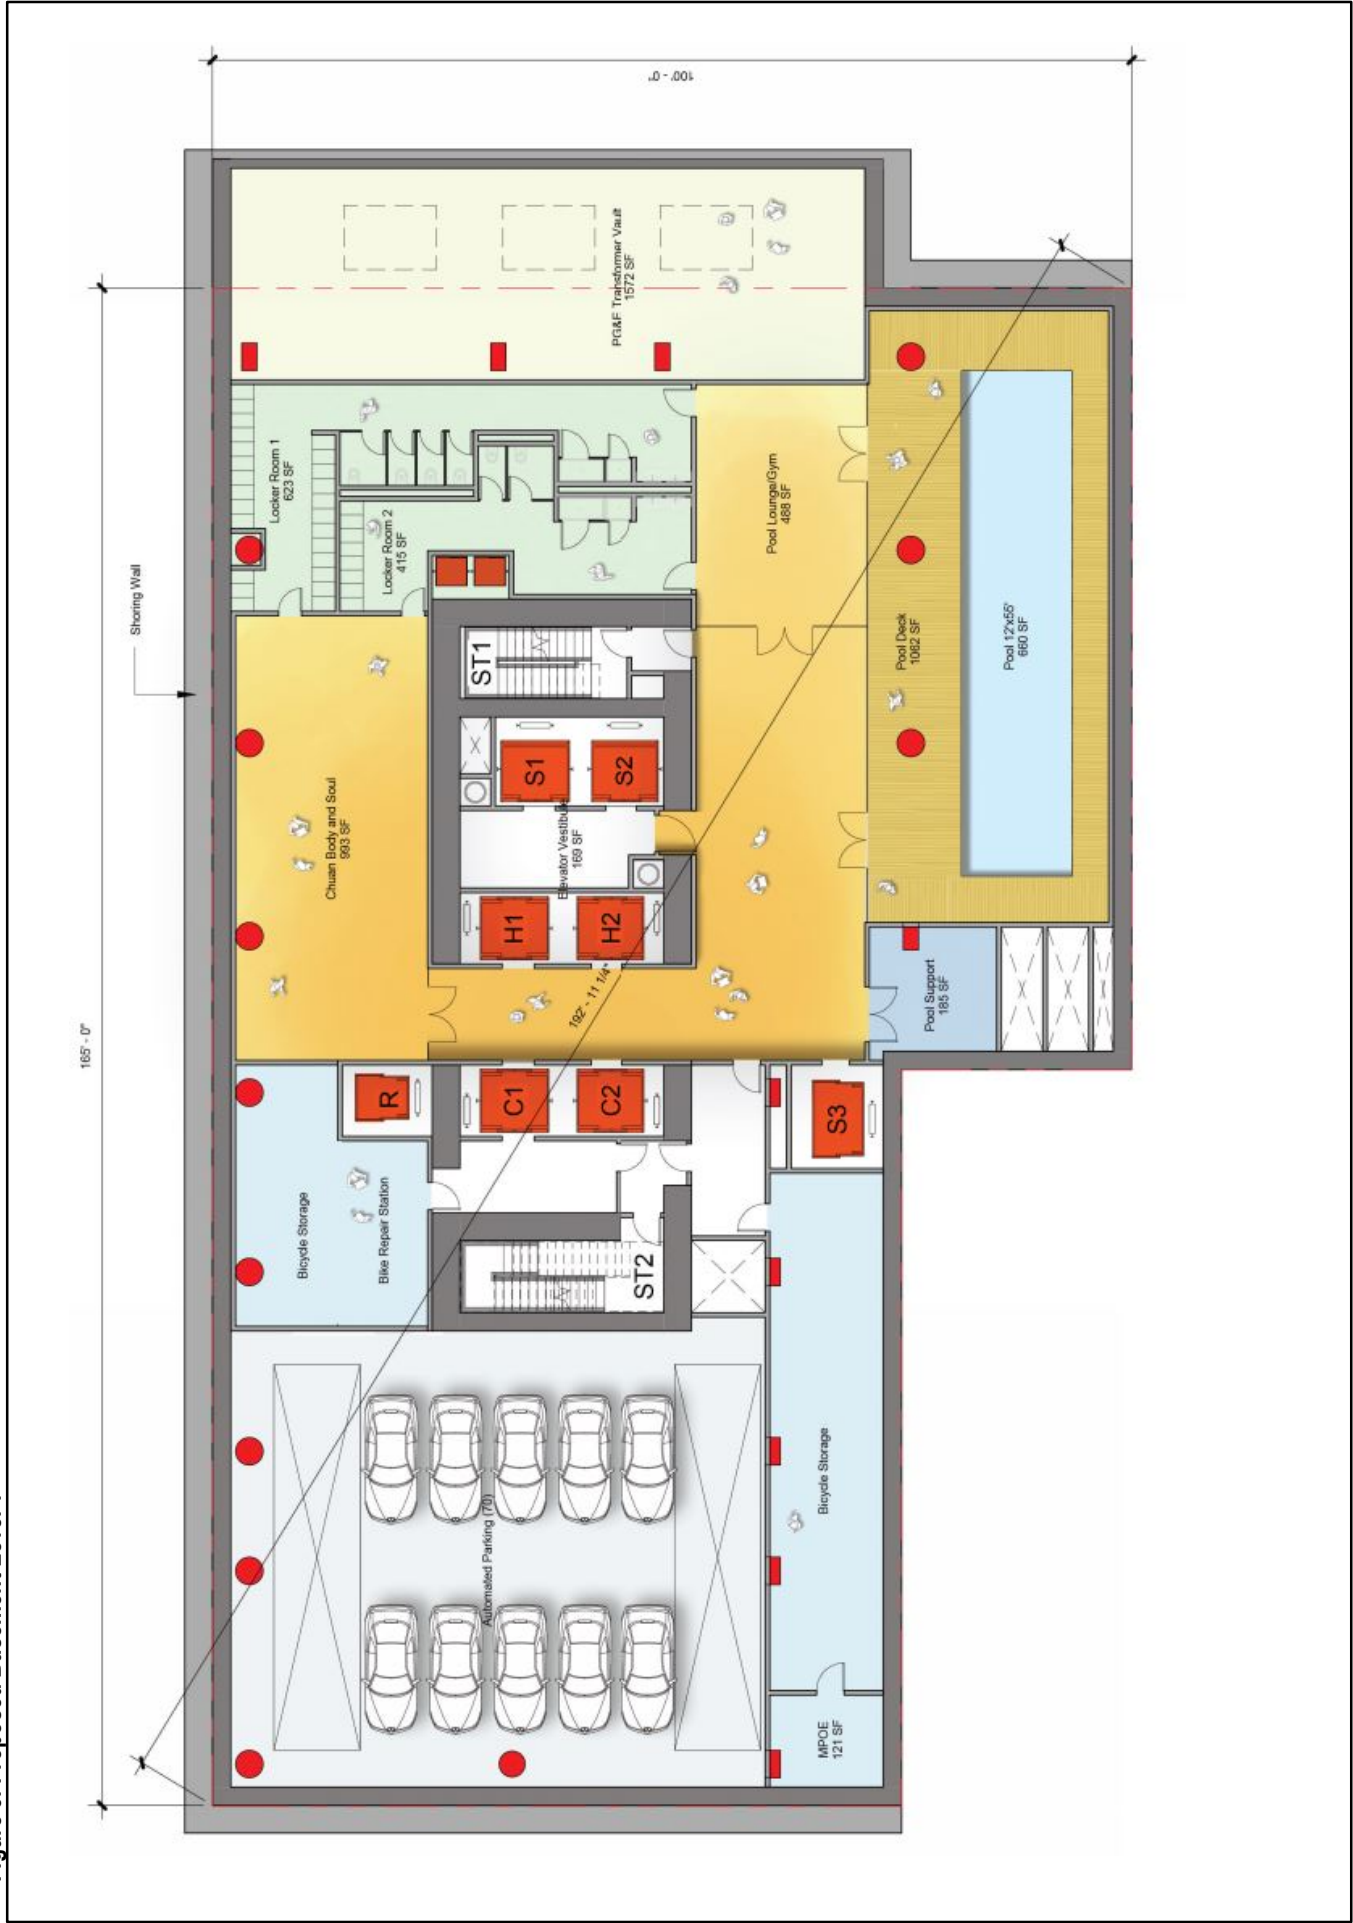 100' - 0"
PG&E Transformer Vault
1572 SF
Locker Room 1
623 SF
Locker Room 2
415 SF
Pool Lounge/Gym
488 SF
Shoring Wall
ST1
Pool Deck
1062 SF
Pool 12'x55'
660 SF
S1
S2
Chuan Body and Soul
993 SF
Elevator Vestibule
169 SF
H1
H2
192' - 11 1/4"
Pool Support
185 SF
165' - 0"
R
C1
C2
S3
Bicycle Storage
Bike Repair Station
ST2
Automated Parking (70)
Bicycle Storage
MPOE
121 SF